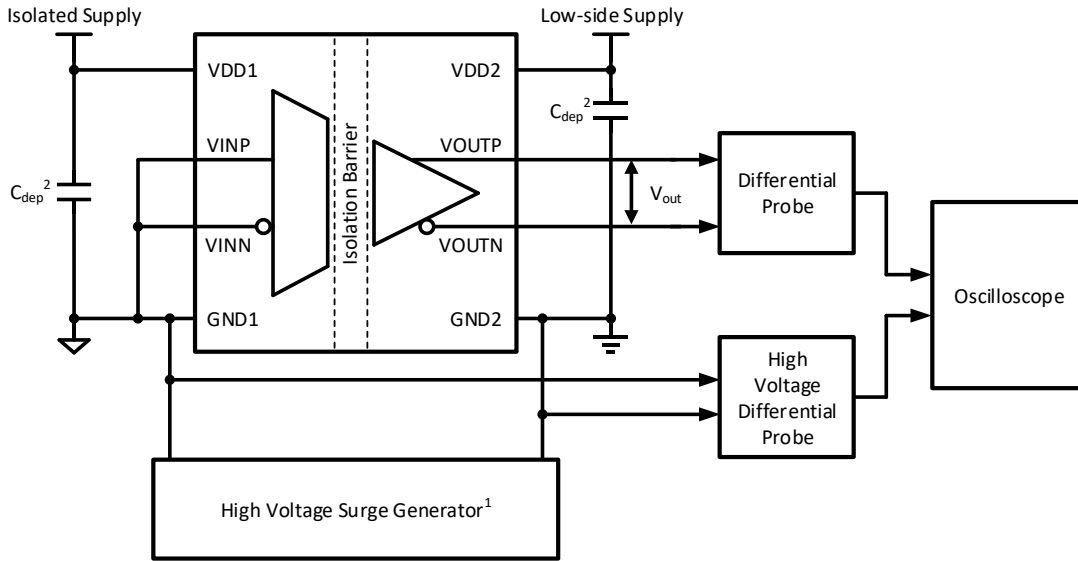 Isolated Supply
Low-side Supply
VDD1
VDD2
Cdep²
Cdep²
VINP
VOUTP
Isolation Barrier
Vout
Differential
Probe
VINN
VOUTN
Oscilloscope
GND1
GND2
High
Voltage
Differential
Probe
High Voltage Surge Generator¹